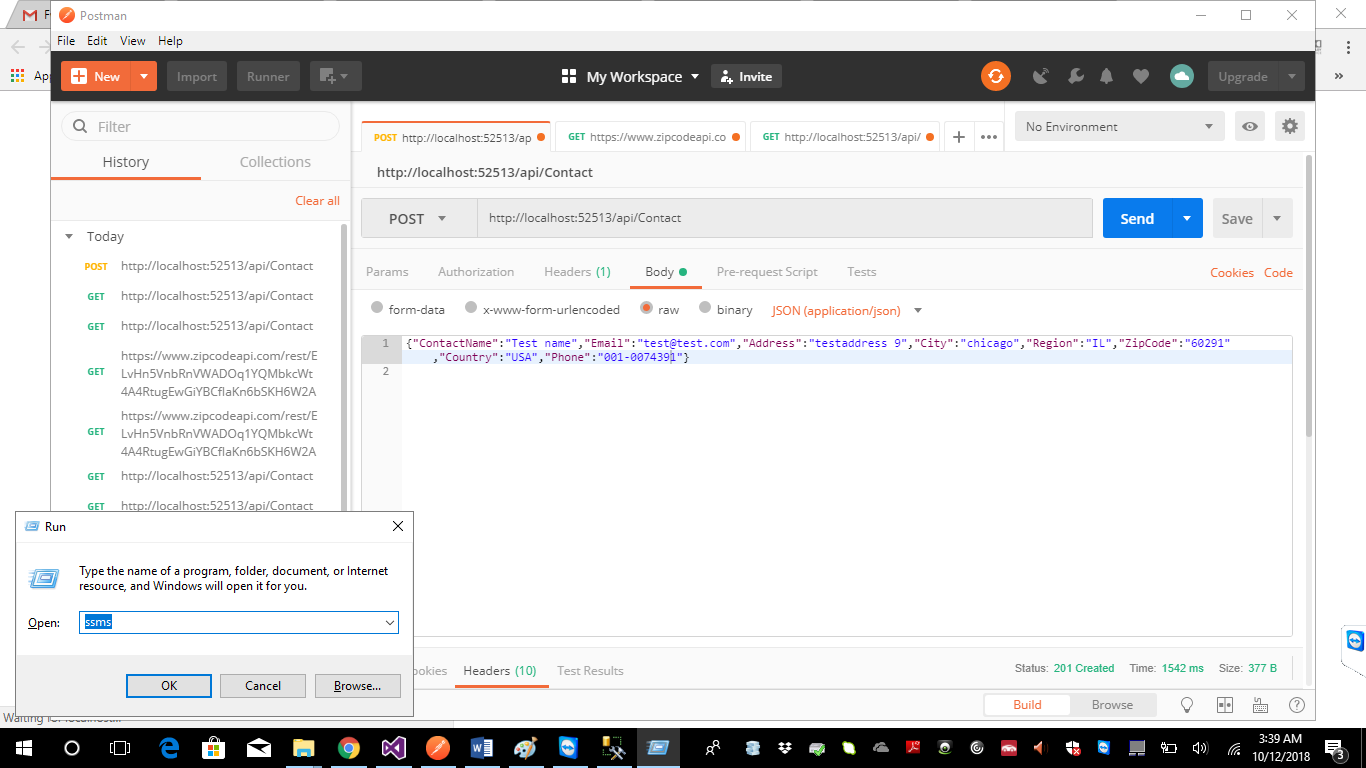 F
Postman
File Edit View Help
New Import Runner My Workspace Invite Upgrade
Filter
History Collections
Clear all
Today
POST http://localhost:52513/api/Contact
GET http://localhost:52513/api/Contact
GET http://localhost:52513/api/Contact
https://www.zipcodeapi.com/rest/E
GET LvHn5VnbRnVWADOq1YQMbkcWt
4A4RtugEwGiYBCflaKn6bSKH6W2A
https://www.zipcodeapi.com/rest/E
GET LvHn5VnbRnVWADOq1YQMbkcWt
4A4RtugEwGiYBCflaKn6bSKH6W2A
GET http://localhost:52513/api/Contact
GET http://localhost:52513/api/Contact
POST http://localhost:52513/ap GET https://www.zipcodeapi.co GET http://localhost:52513/api/ + •••
No Environment
http://localhost:52513/api/Contact
POST http://localhost:52513/api/Contact Send Save
Params Authorization Headers (1) Body Pre-request Script Tests Cookies Code
form-data x-www-form-urlencoded raw binary JSON (application/json)
1 {"ContactName":"Test name","Email":"test@test.com","Address":"testaddress 9","City":"chicago","Region":"IL","ZipCode":"60291"
,"Country":"USA","Phone":"001-0074391"}
2
ookies Headers (10) Test Results Status: 201 Created Time: 1542 ms Size: 377 B
Build Browse
Run
Type the name of a program, folder, document, or Internet
resource, and Windows will open it for you.
Open: ssms
OK Cancel Browse...
Waiting for localhost...
3:39 AM
10/12/2018
3